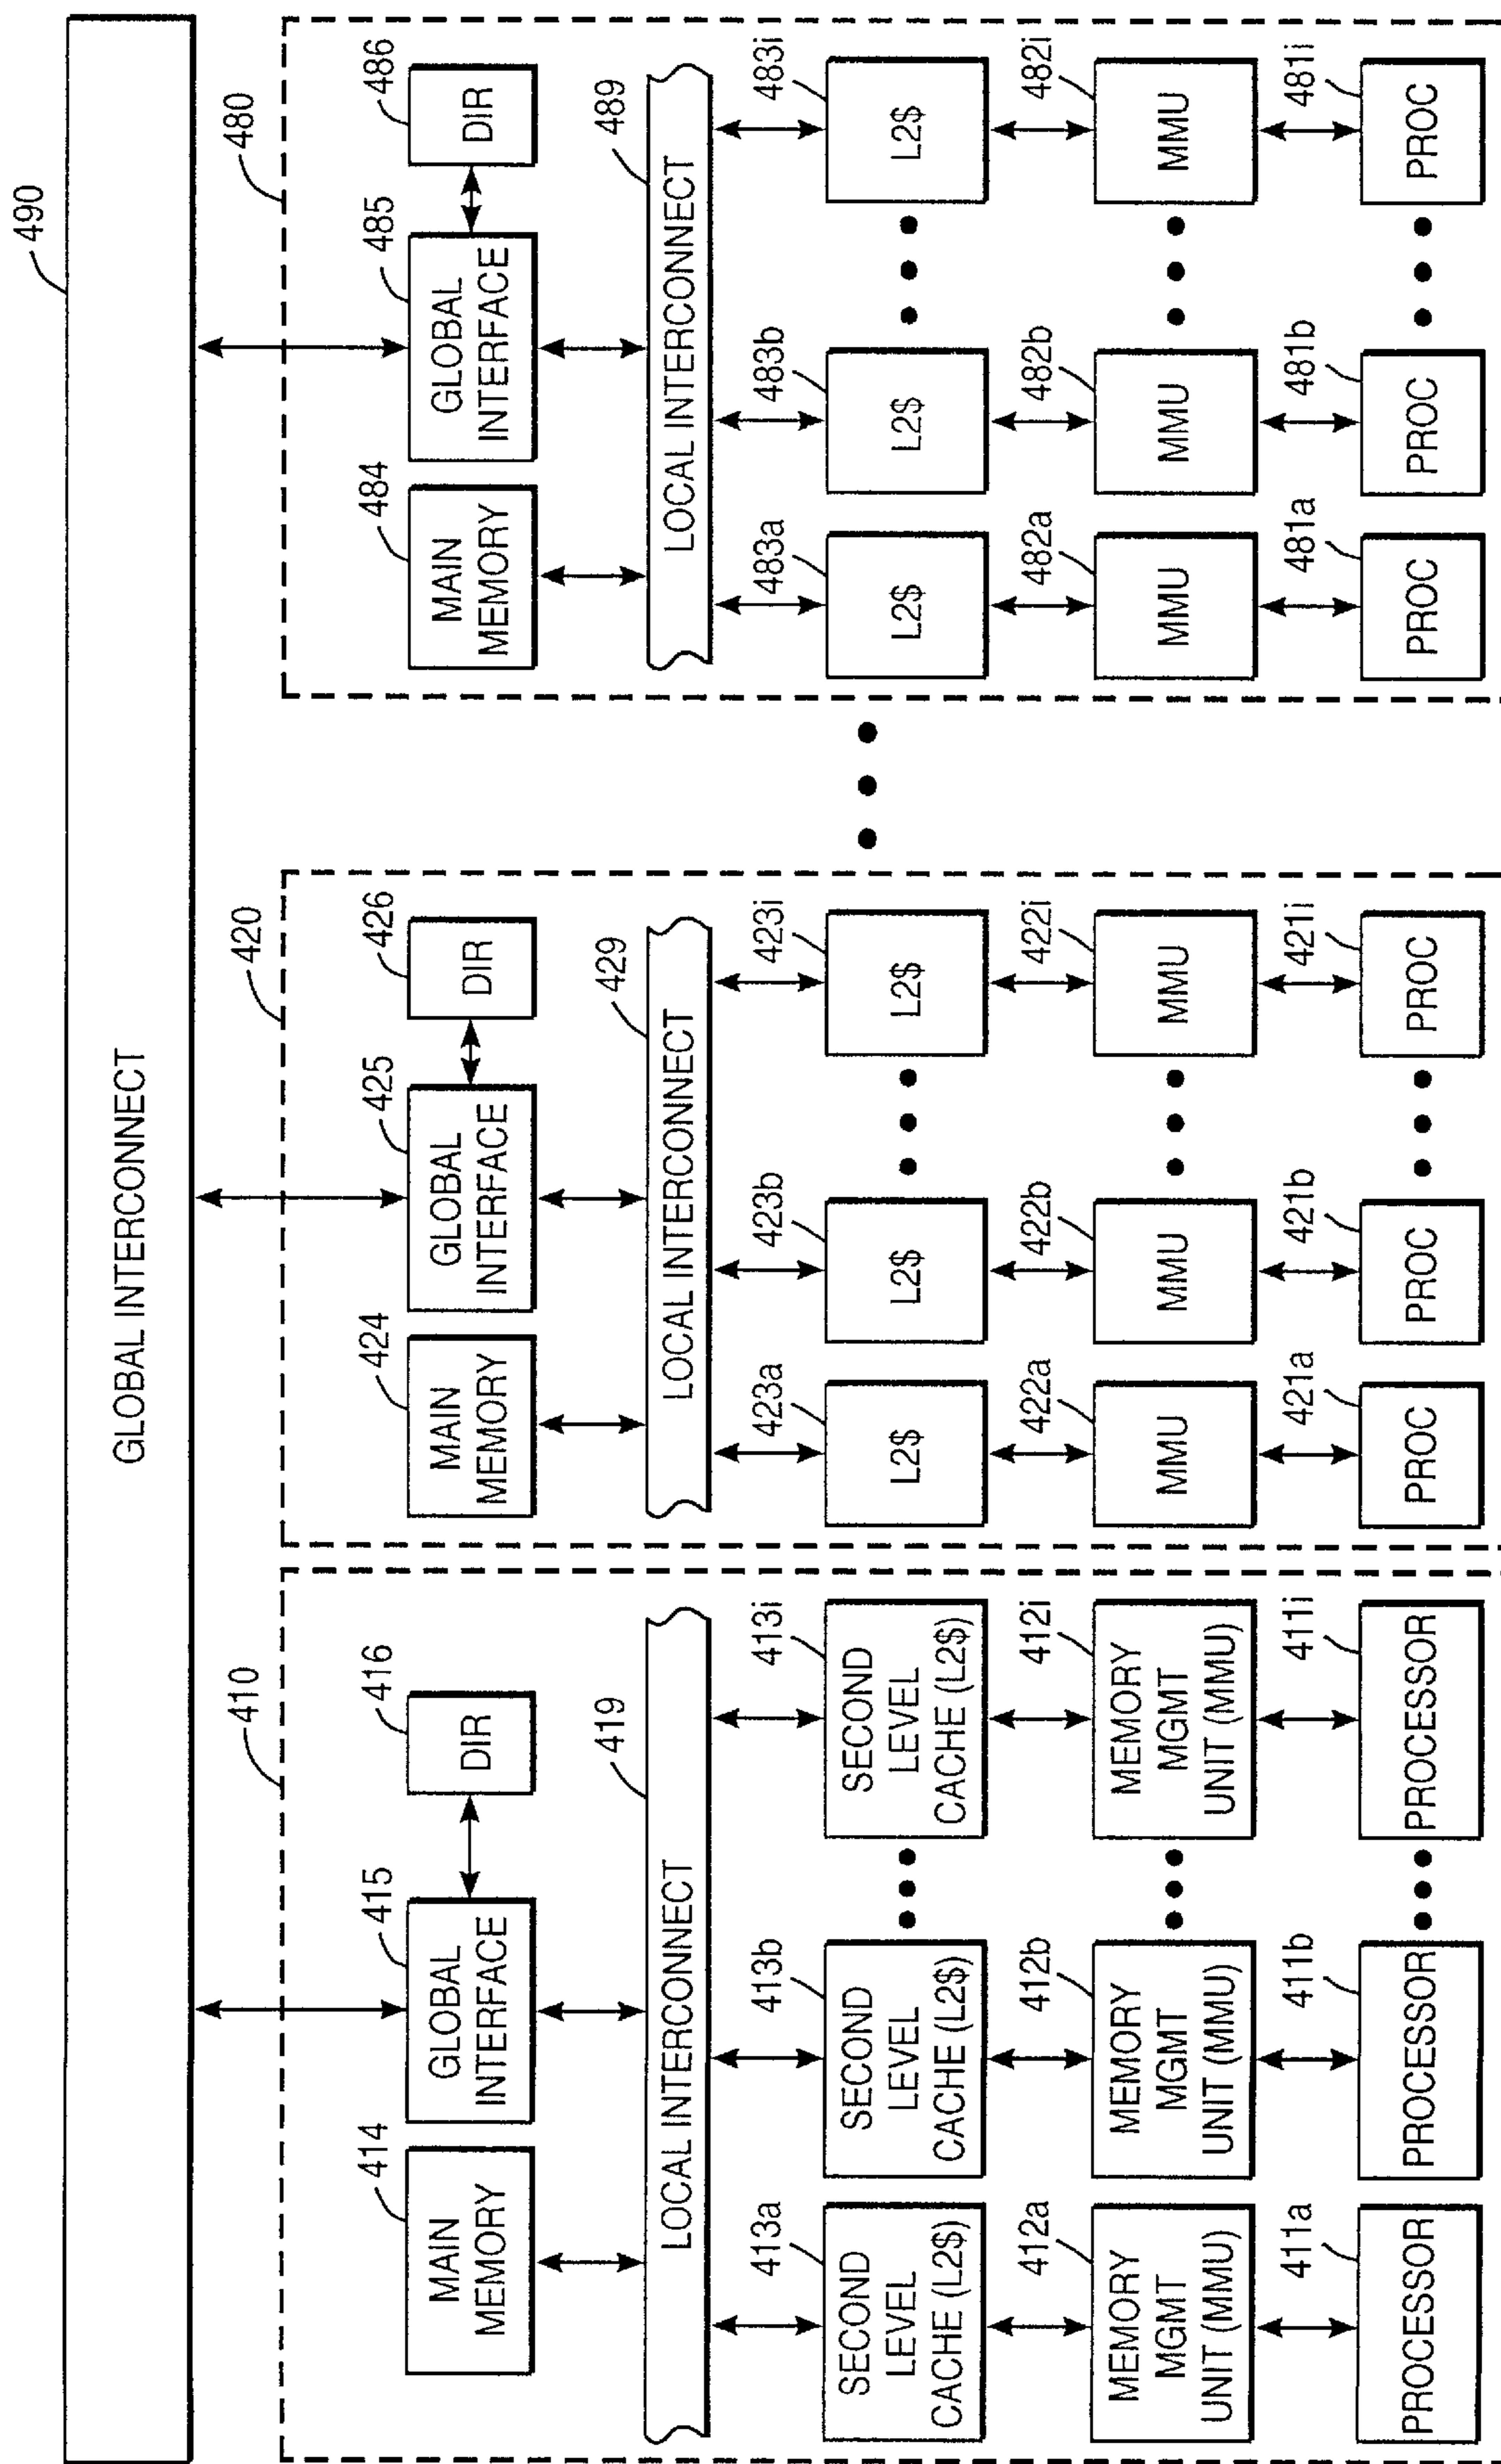 490
GLOBAL INTERCONNECT
410
414
MAIN
MEMORY
415
GLOBAL
INTERFACE
416
DIR
419
LOCAL INTERCONNECT
413a
SECOND
LEVEL
CACHE (L2$)
413b
SECOND
LEVEL
CACHE (L2$)
413i
SECOND
LEVEL
CACHE (L2$)
412a
MEMORY
MGMT
UNIT (MMU)
412b
MEMORY
MGMT
UNIT (MMU)
412i
MEMORY
MGMT
UNIT (MMU)
411a
PROCESSOR
411b
PROCESSOR
411i
PROCESSOR
420
424
MAIN
MEMORY
425
GLOBAL
INTERFACE
426
DIR
429
LOCAL INTERCONNECT
423a
L2$
423b
L2$
423i
L2$
422a
MMU
422b
MMU
422i
MMU
421a
PROC
421b
PROC
421i
PROC
480
484
MAIN
MEMORY
485
GLOBAL
INTERFACE
486
DIR
489
LOCAL INTERCONNECT
483a
L2$
483b
L2$
483i
L2$
482a
MMU
482b
MMU
482i
MMU
481a
PROC
481b
PROC
481i
PROC